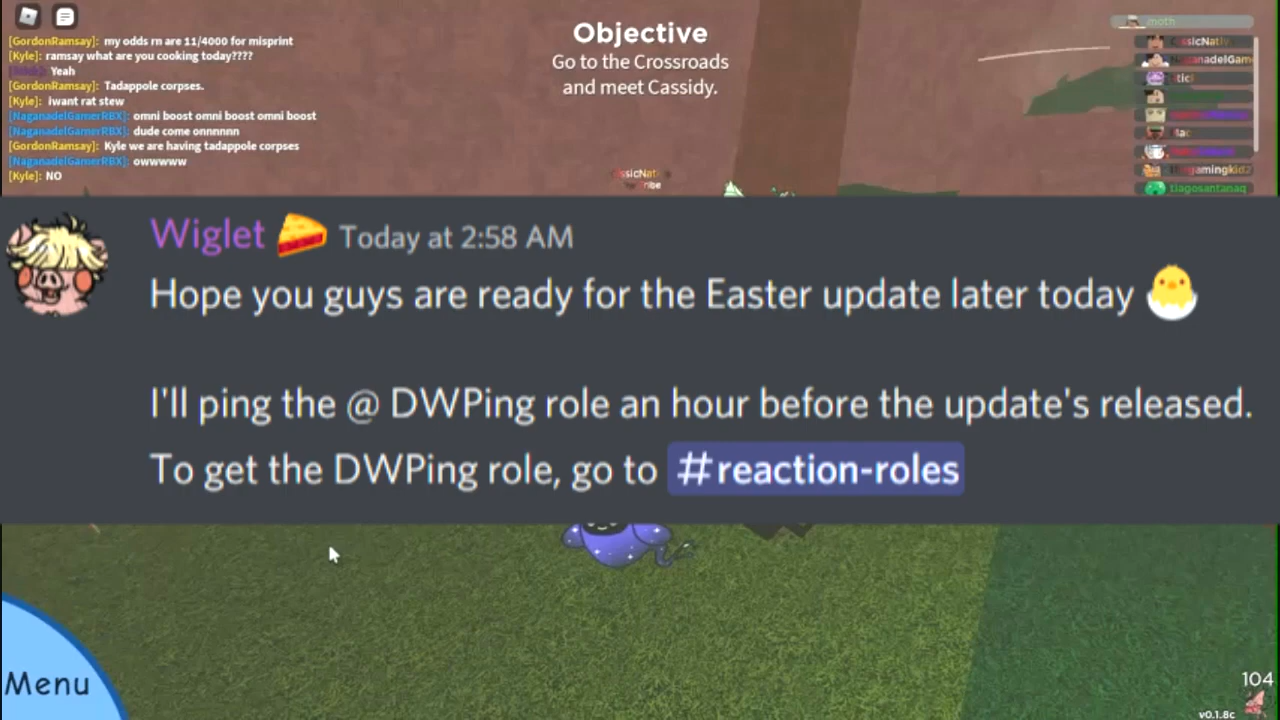 [GordonRamsay]: my odds rn are 11/4000 for misprint
[Kyle]: ramsay what are you cooking today????
Yeah
[GordonRamsay]: Tadappole corpses.
[Kyle]: iwant rat stew
[NaganadelGamerRBX]: omni boost omni boost omni boost
[NaganadelGamerRBX]: dude come onnnnnn
[GordonRamsay]: Kyle we are having tadappole corpses
[NaganadelGamerRBX]: owwwwww
[Kyle]: NO
Objective
Go to the Crossroads
and meet Cassidy.
moth
tiagosantanaq
Wiglet Today at 2:58 AM
Hope you guys are ready for the Easter update later today
I'll ping the @ DWPing role an hour before the update's released.
To get the DWPing role, go to #reaction-roles
Menu
104
v0.1.8c